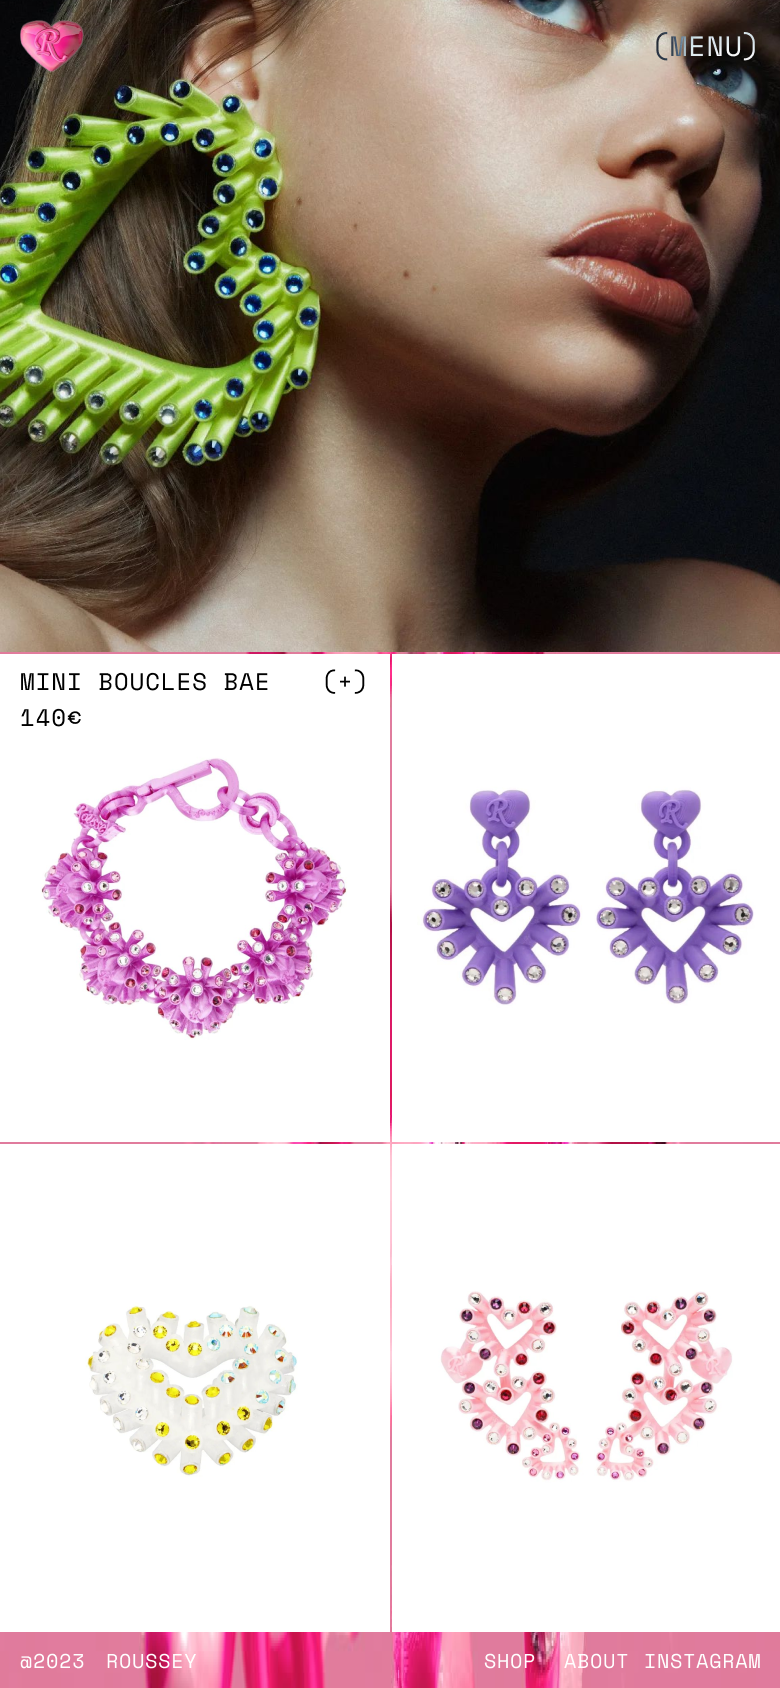 R
(MENU)
MINI BOUCLES BAE (+)
140€
R R
@2023 ROUSSEY SHOP ABOUT INSTAGRAM